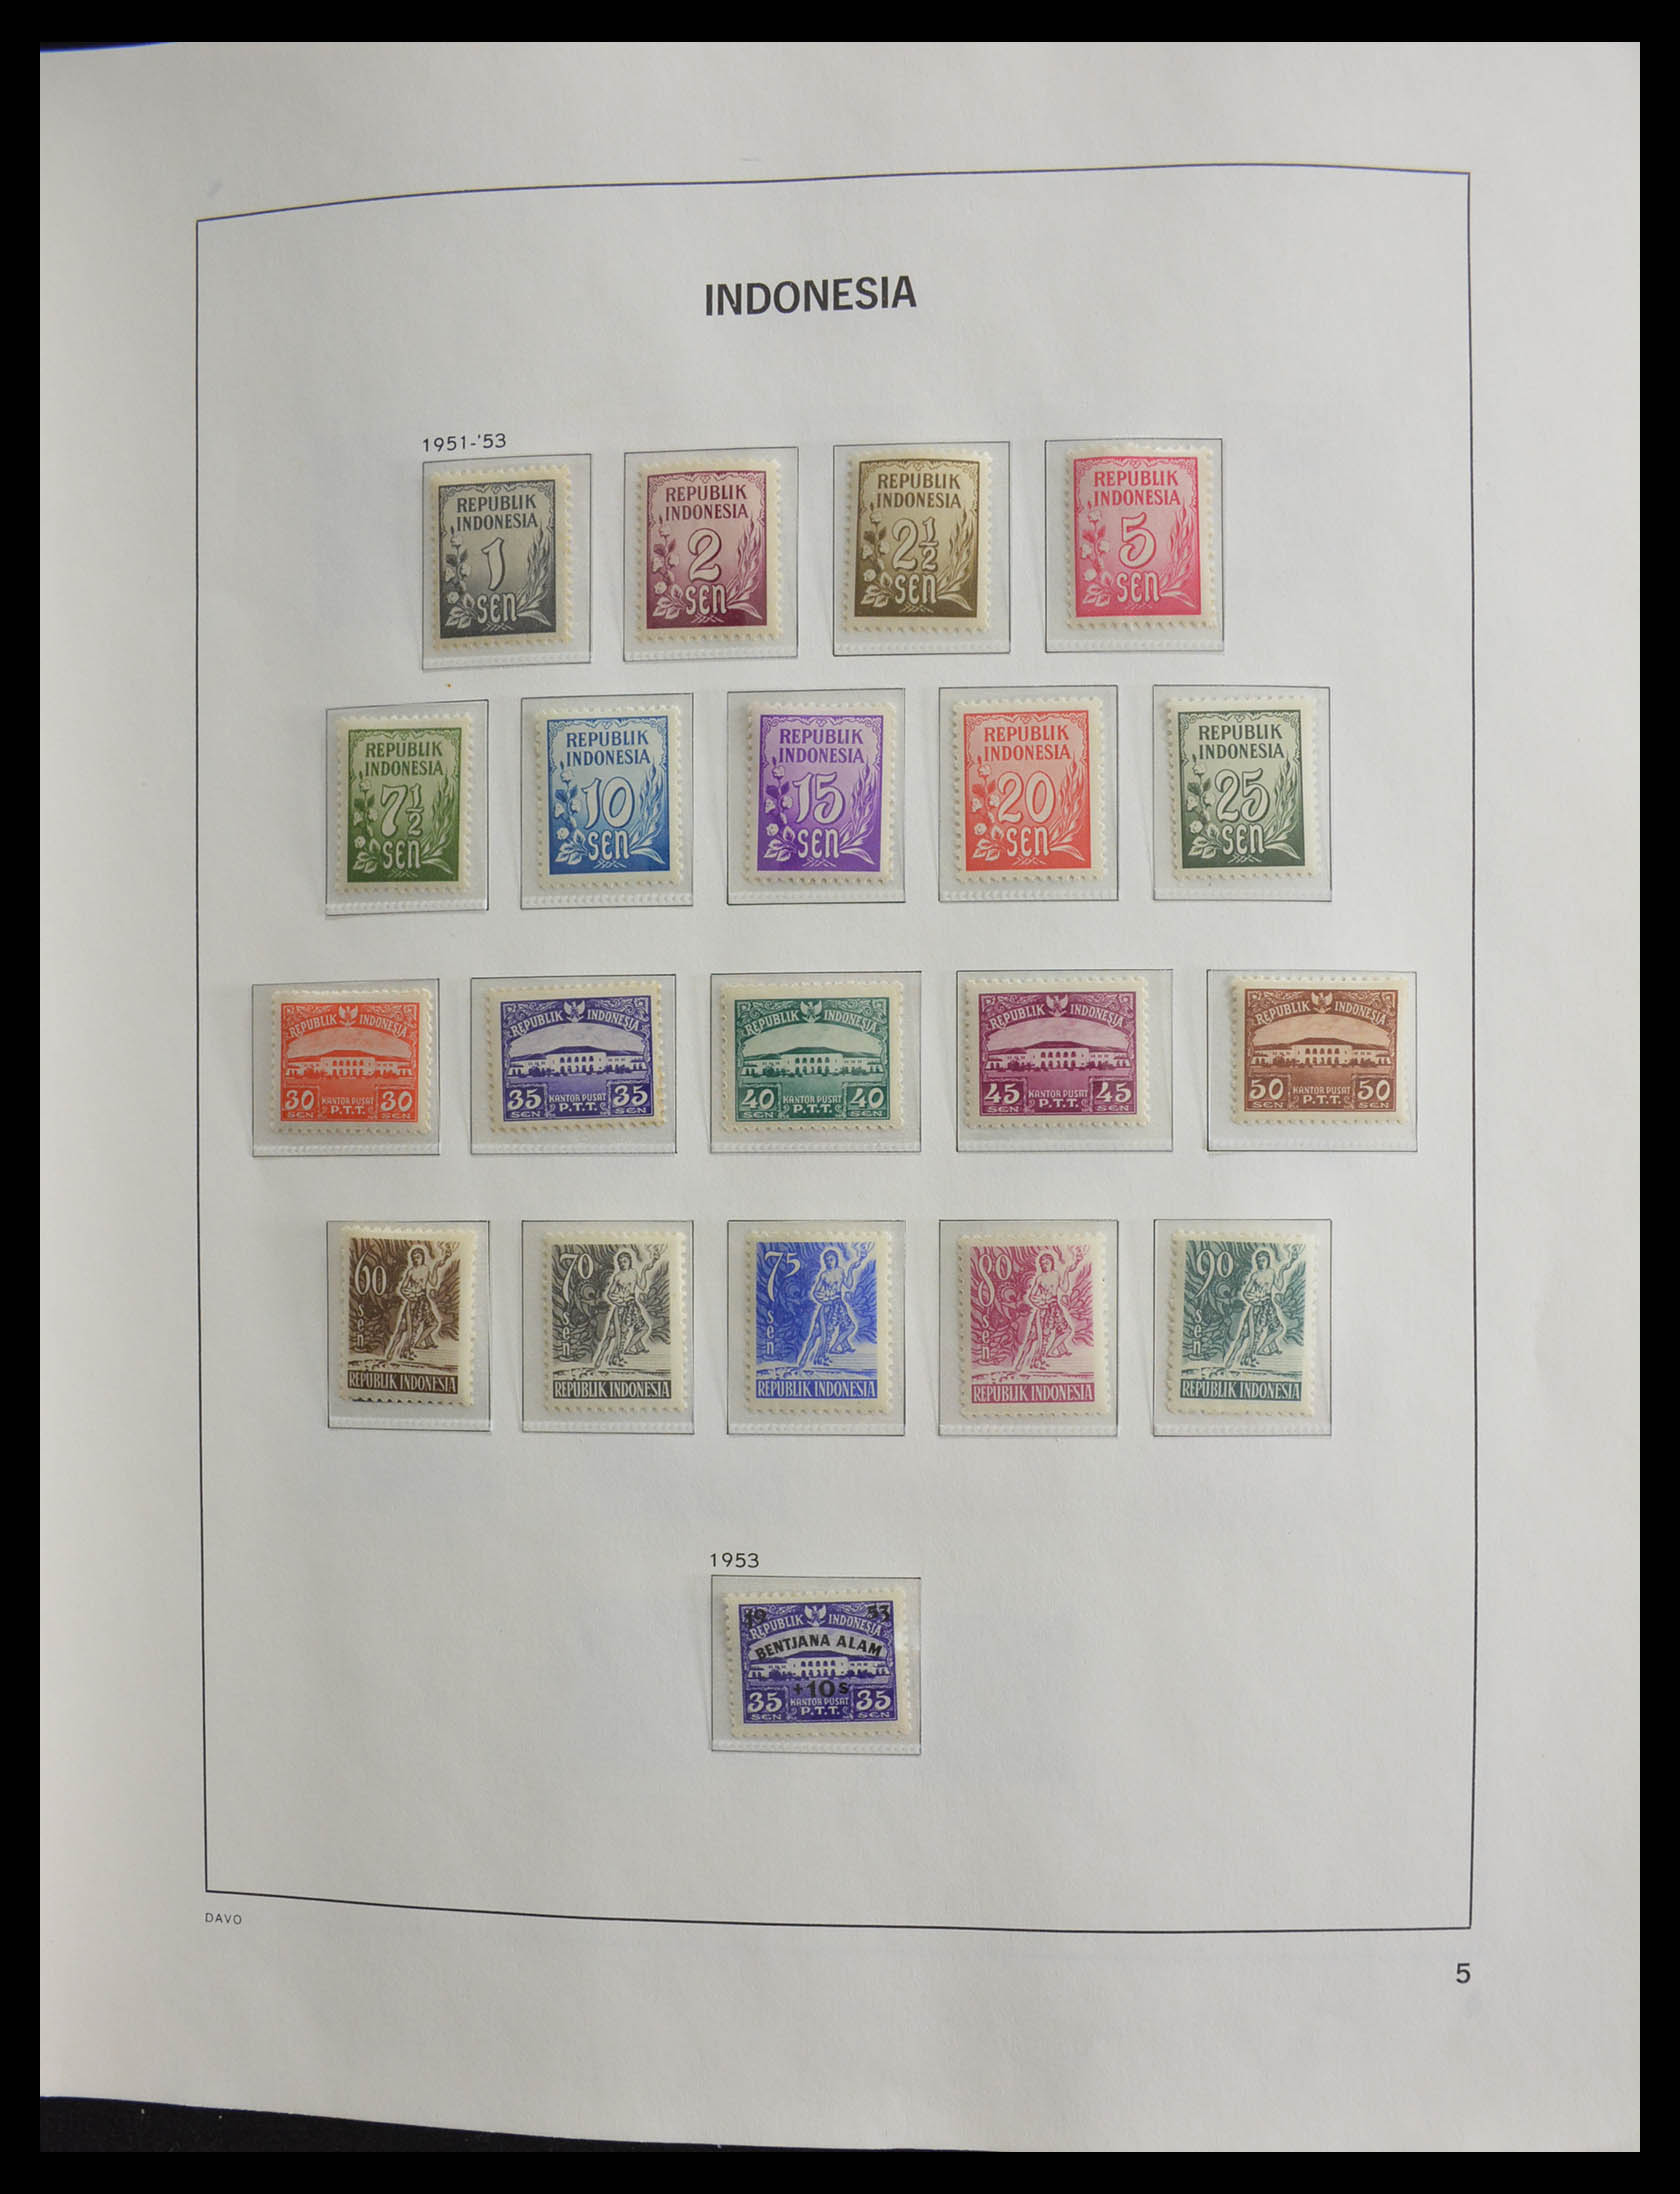 INDONESIA
1951-'53
REPUBLIK
INDONESIA
1
SEN
REPUBLIK
INDONESIA
2
SEN
REPUBLIK
INDONESIA
2½
SEN
REPUBLIK
INDONESIA
5
SEN
REPUBLIK
INDONESIA
7½
SEN
REPUBLIK
INDONESIA
10
SEN
REPUBLIK
INDONESIA
15
SEN
REPUBLIK
INDONESIA
20
SEN
REPUBLIK
INDONESIA
25
SEN
REPUBLIK INDONESIA
30 KANTOR PUSAT 30
SEN P.T.T. SEN
REPUBLIK INDONESIA
35 KANTOR PUSAT 35
SEN P.T.T. SEN
REPUBLIK INDONESIA
40 KANTOR PUSAT 40
SEN P.T.T. SEN
REPUBLIK INDONESIA
45 KANTOR PUSAT 45
SEN P.T.T. SEN
REPUBLIK INDONESIA
50 KANTOR PUSAT 50
SEN P.T.T. SEN
60
sen
REPUBLIK INDONESIA
70
sen
REPUBLIK INDONESIA
75
sen
REPUBLIK INDONESIA
80
sen
REPUBLIK INDONESIA
90
sen
REPUBLIK INDONESIA
1953
19 53
REPUBLIK INDONESIA
BENTJANA ALAM
+10s
35 KANTOR PUSAT 35
SEN P.T.T. SEN
DAVO
5